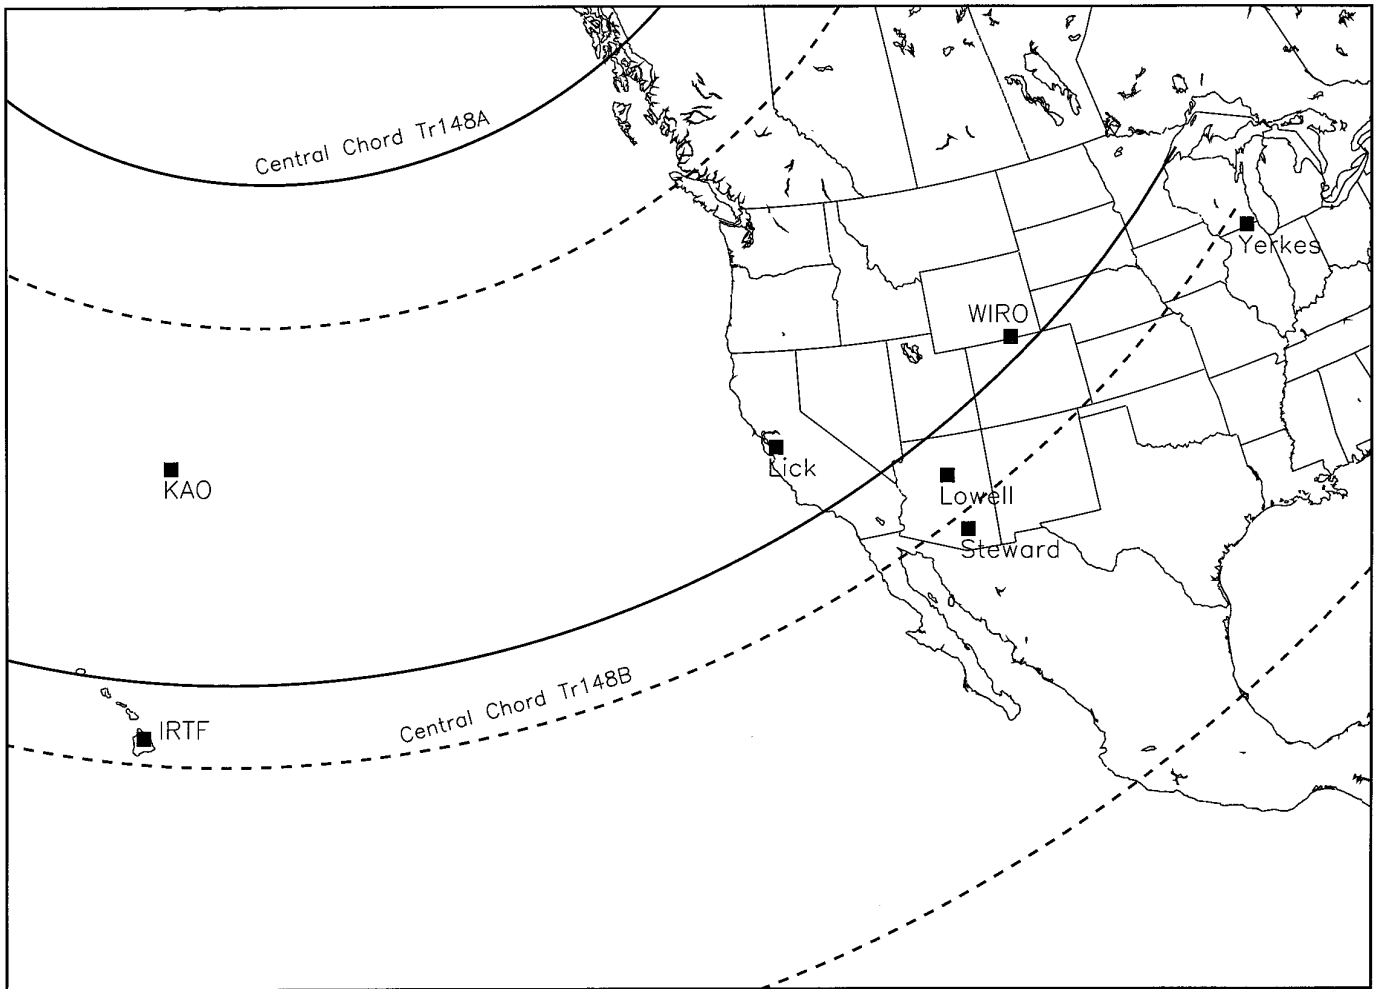 Central Chord Tr148A
Yerkes
WIRO
Lick
KAO
Lowell
Steward
Central Chord Tr148B
IRTF